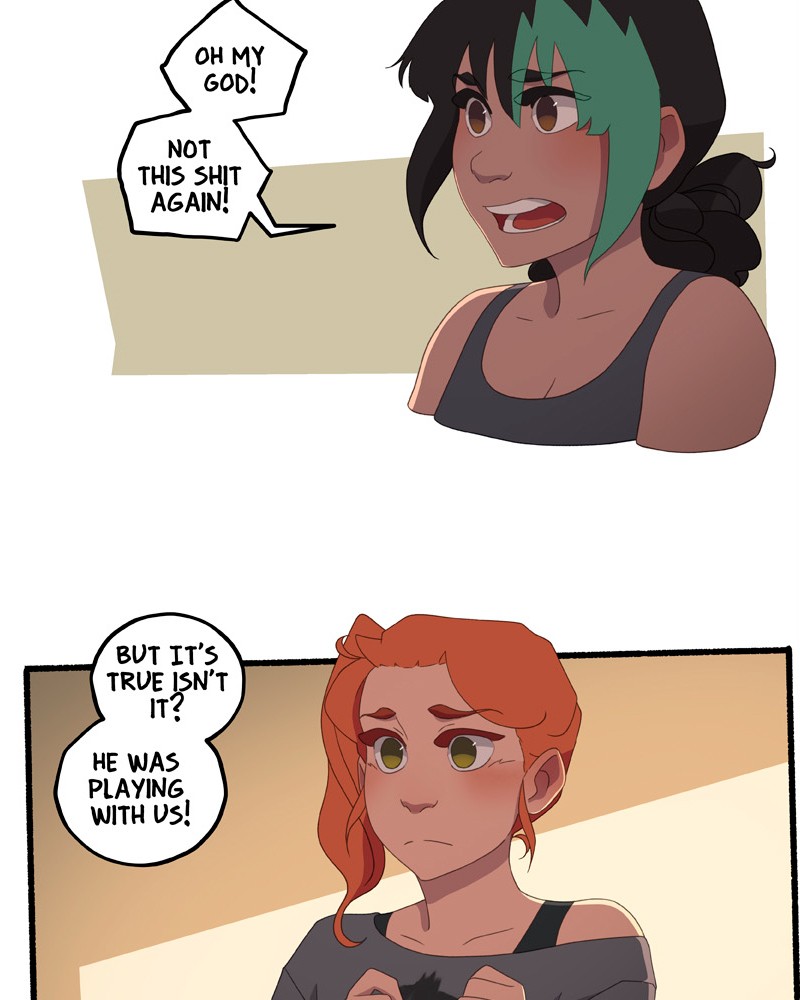 OH MY
GOD!
NOT
THIS SHIT
AGAIN!
BUT IT'S
TRUE ISN'T
IT?
HE WAS
PLAYING
WITH US!